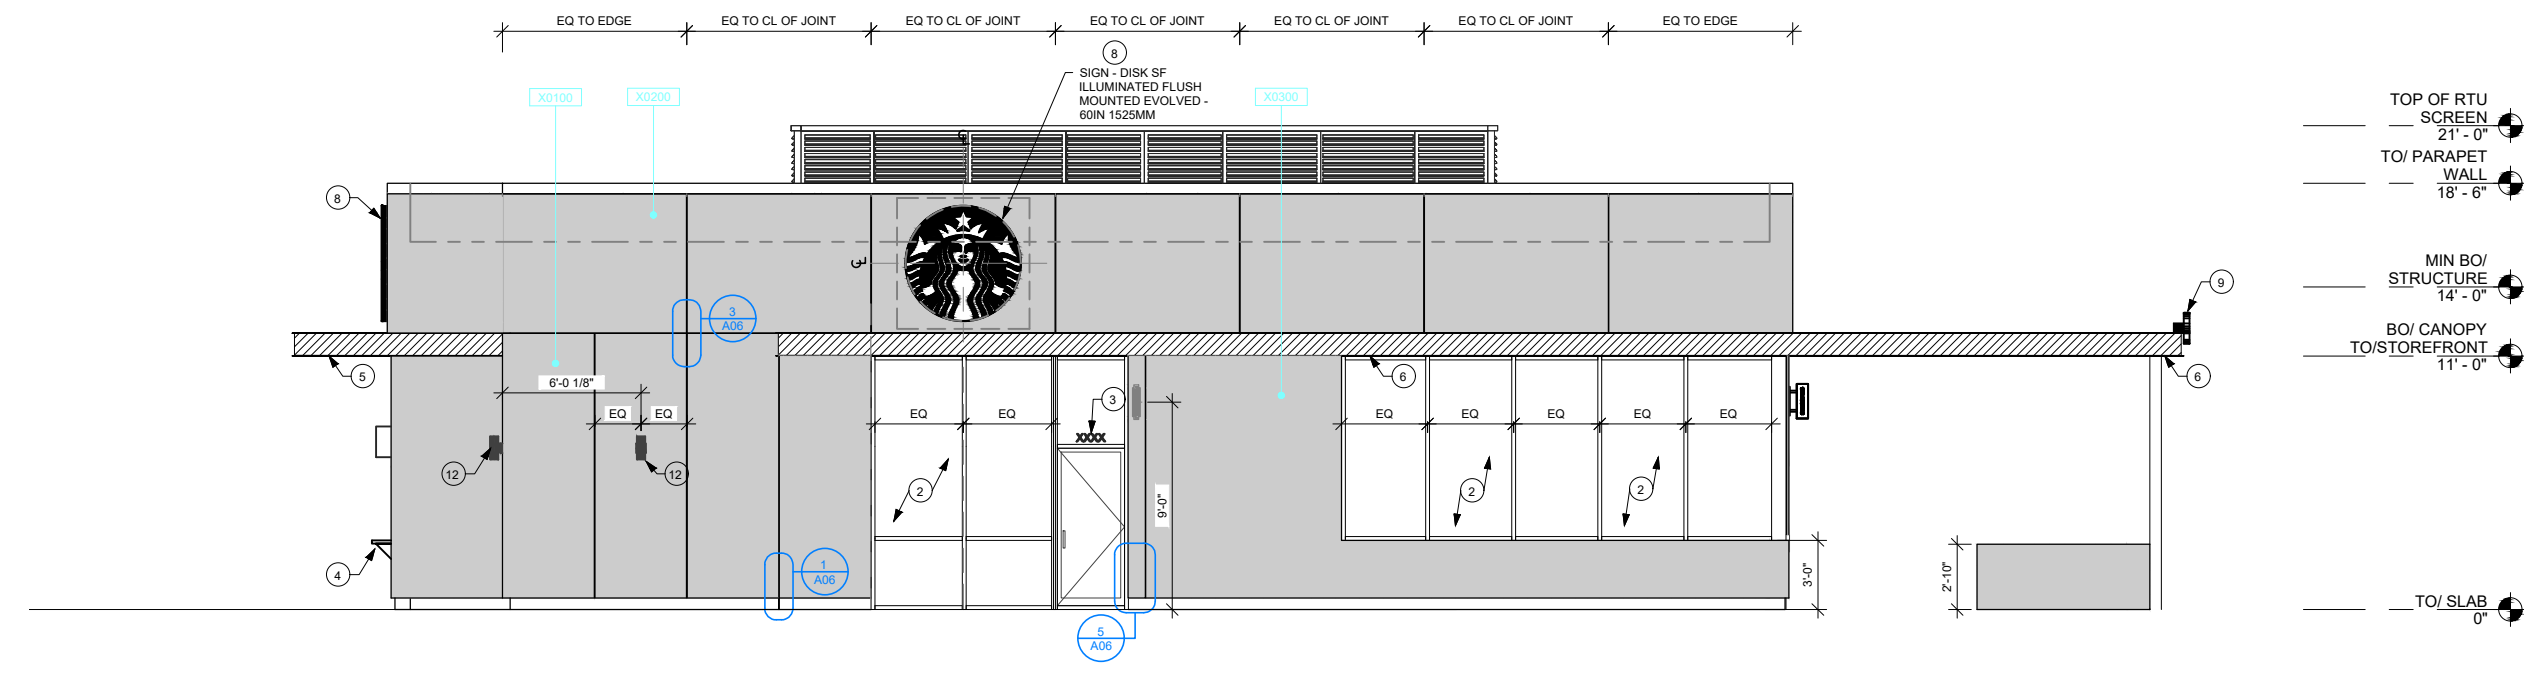 EQ TO EDGE
EQ TO CL OF JOINT
EQ TO CL OF JOINT
EQ TO CL OF JOINT
EQ TO CL OF JOINT
EQ TO CL OF JOINT
EQ TO EDGE
8
SIGN - DISK SF
ILLUMINATED FLUSH
MOUNTED EVOLVED -
60IN 1525MM
X0100
X0200
X0300
TOP OF RTU
SCREEN
21' - 0"
TO/ PARAPET
WALL
18' - 6"
8
MIN BO/
STRUCTURE
14' - 0"
9
3
A06
BO/ CANOPY
TO/STOREFRONT
11' - 0"
5
6
6
6'-0 1/8"
3
EQ
EQ
EQ
EQ
EQ
EQ
EQ
EQ
EQ
XXXX
12
12
2
2
2
9'-0"
4
1
A06
3'-0"
2'-10"
TO/ SLAB
0"
5
A06